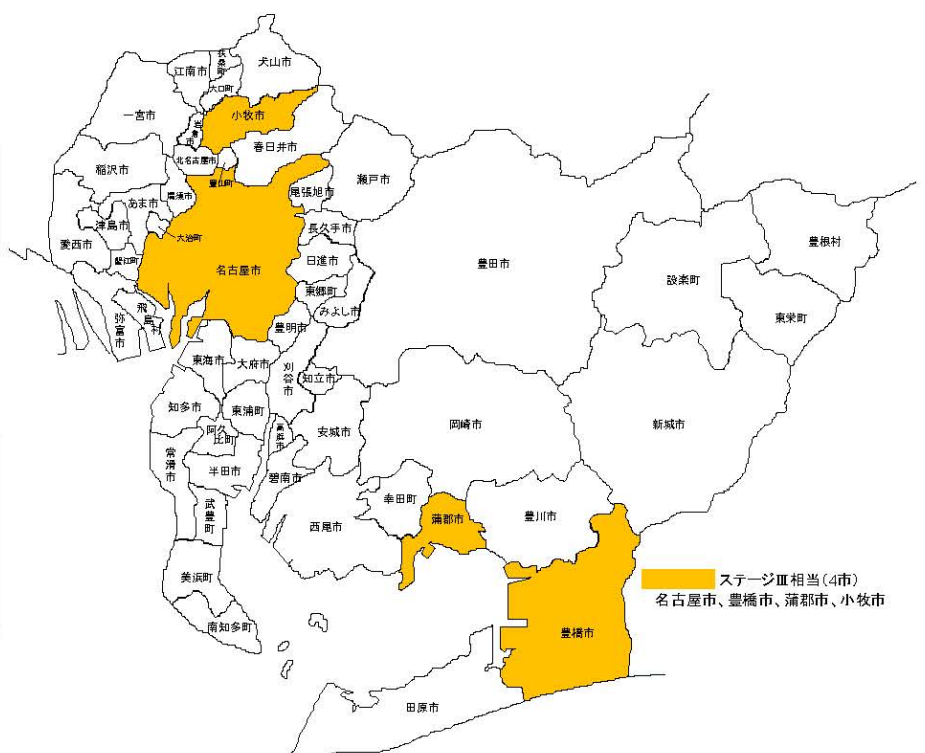 犬山市
扶桑町
江南市
大口町
一宮市
小牧市
岩倉市
春日井市
北名古屋市
豊山町
稲沢市
瀬戸市
尾張旭市
清須市
あま市
津島市
長久手市
大治町
愛西市
蟹江町
名古屋市
日進市
東郷町
みよし市
豊田市
設楽町
豊根村
東栄町
飛島村
弥富市
豊明市
東海市
大府市
刈谷市
知立市
知多市
東浦町
高浜市
安城市
岡崎市
新城市
阿久比町
常滑市
半田市
碧南市
武豊町
西尾市
幸田町
蒲郡市
豊川市
美浜町
南知多町
豊橋市
田原市
ステージⅢ相当(4市)
名古屋市、豊橋市、蒲郡市、小牧市